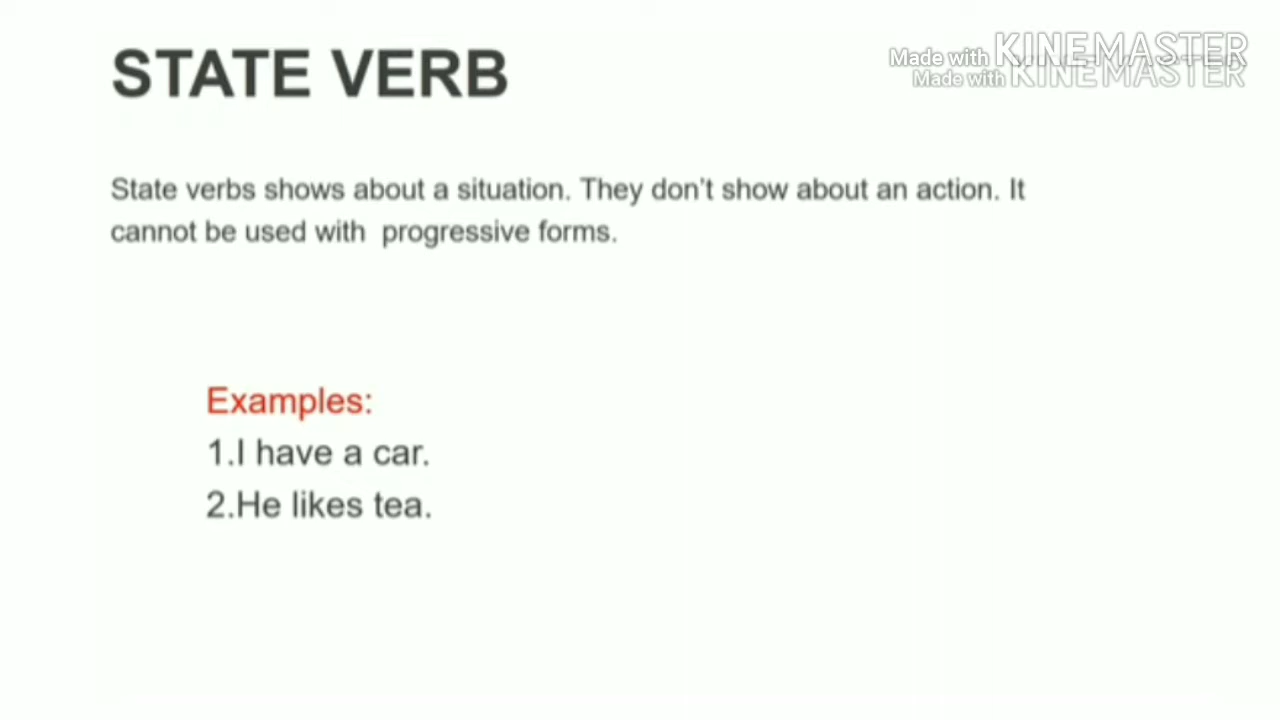 STATE VERB
Made with KINEMASTER
Made with KINEMASTER
State verbs shows about a situation. They don't show about an action. It
cannot be used with progressive forms.
Examples:
1.I have a car.
2.He likes tea.